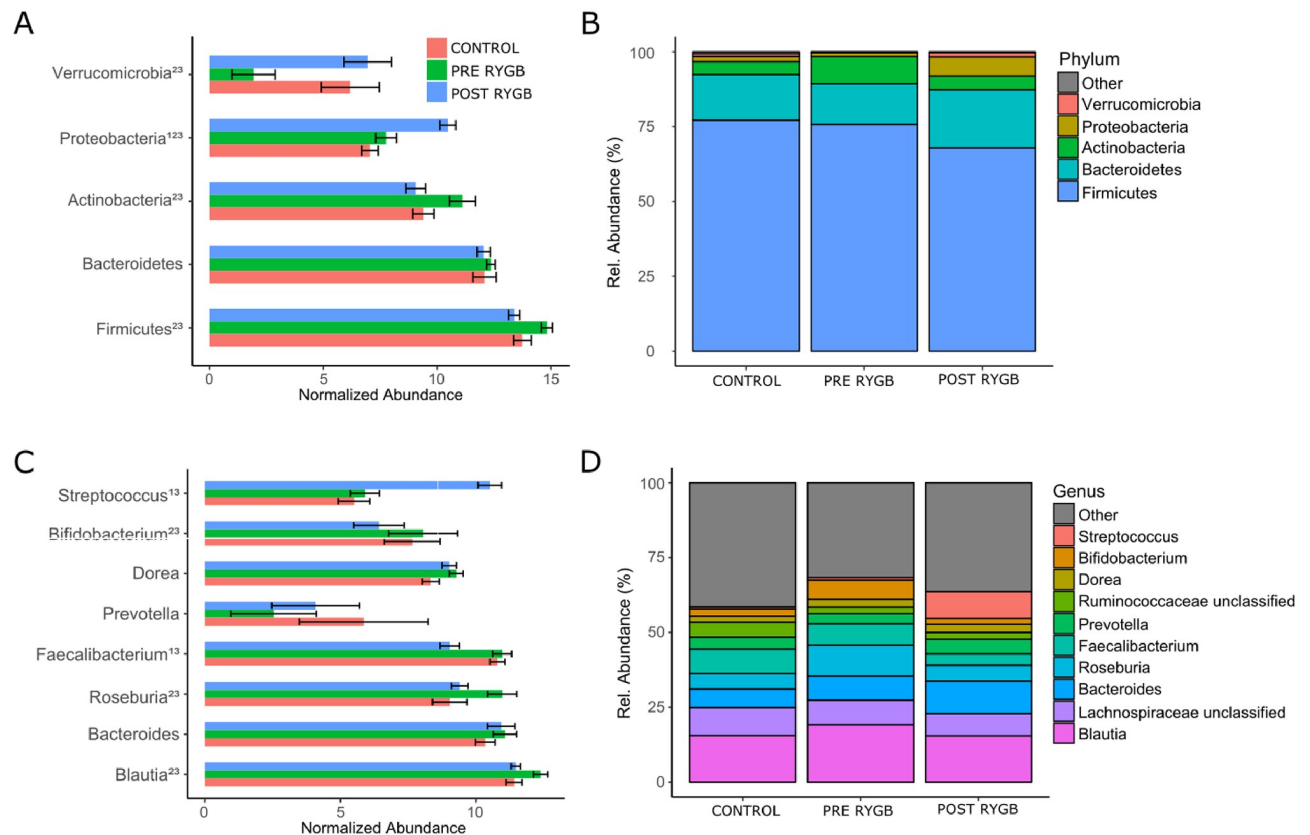 A
CONTROL
PRE RYGB
POST RYGB
Verrucomicrobia²³
Proteobacteria¹²³
Actinobacteria²³
Bacteroidetes
Firmicutes²³
0 5 10 15
Normalized Abundance
B
Rel. Abundance (%)
100
75
50
25
0
CONTROL PRE RYGB POST RYGB
Phylum
Other
Verrucomicrobia
Proteobacteria
Actinobacteria
Bacteroidetes
Firmicutes
C
Streptococcus¹³
Bifidobacterium²³
Dorea
Prevotella
Faecalibacterium¹³
Roseburia²³
Bacteroides
Blautia²³
0 5 10
Normalized Abundance
D
Rel. Abundance (%)
100
75
50
25
0
CONTROL PRE RYGB POST RYGB
Genus
Other
Streptococcus
Bifidobacterium
Dorea
Ruminococcaceae unclassified
Prevotella
Faecalibacterium
Roseburia
Bacteroides
Lachnospiraceae unclassified
Blautia